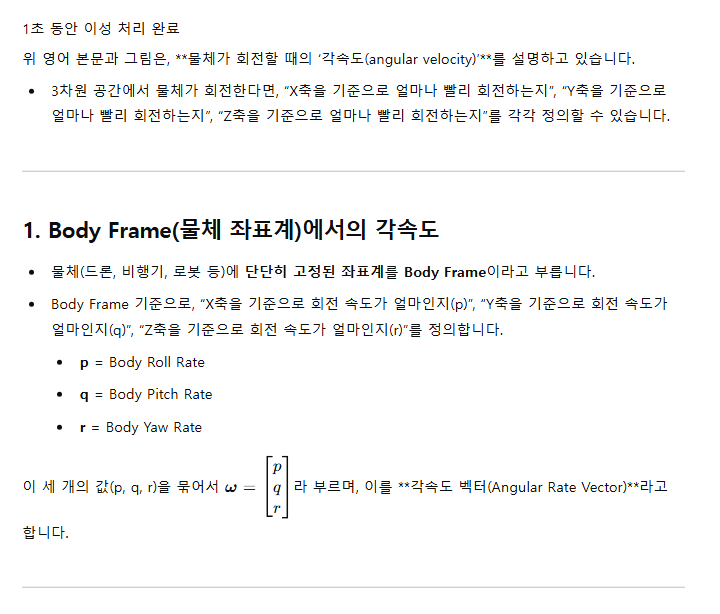 1초 동안 이성 처리 완료
위 영어 본문과 그림은, **물체가 회전할 때의 ‘각속도(angular velocity)’**를 설명하고 있습니다.
• 3차원 공간에서 물체가 회전한다면, “X축을 기준으로 얼마나 빨리 회전하는지”, “Y축을 기준으로
얼마나 빨리 회전하는지”, “Z축을 기준으로 얼마나 빨리 회전하는지”를 각각 정의할 수 있습니다.
1. Body Frame(물체 좌표계)에서의 각속도
• 물체(드론, 비행기, 로봇 등)에 단단히 고정된 좌표계를 Body Frame이라고 부릅니다.
• Body Frame 기준으로, “X축을 기준으로 회전 속도가 얼마인지(p)”, “Y축을 기준으로 회전 속도가
얼마인지(q)”, “Z축을 기준으로 회전 속도가 얼마인지(r)”를 정의합니다.
• p = Body Roll Rate
• q = Body Pitch Rate
• r = Body Yaw Rate
이 세 개의 값(p, q, r)을 묶어서 ω = [p q r] 라 부르며, 이를 **각속도 벡터(Angular Rate Vector)**라고
합니다.